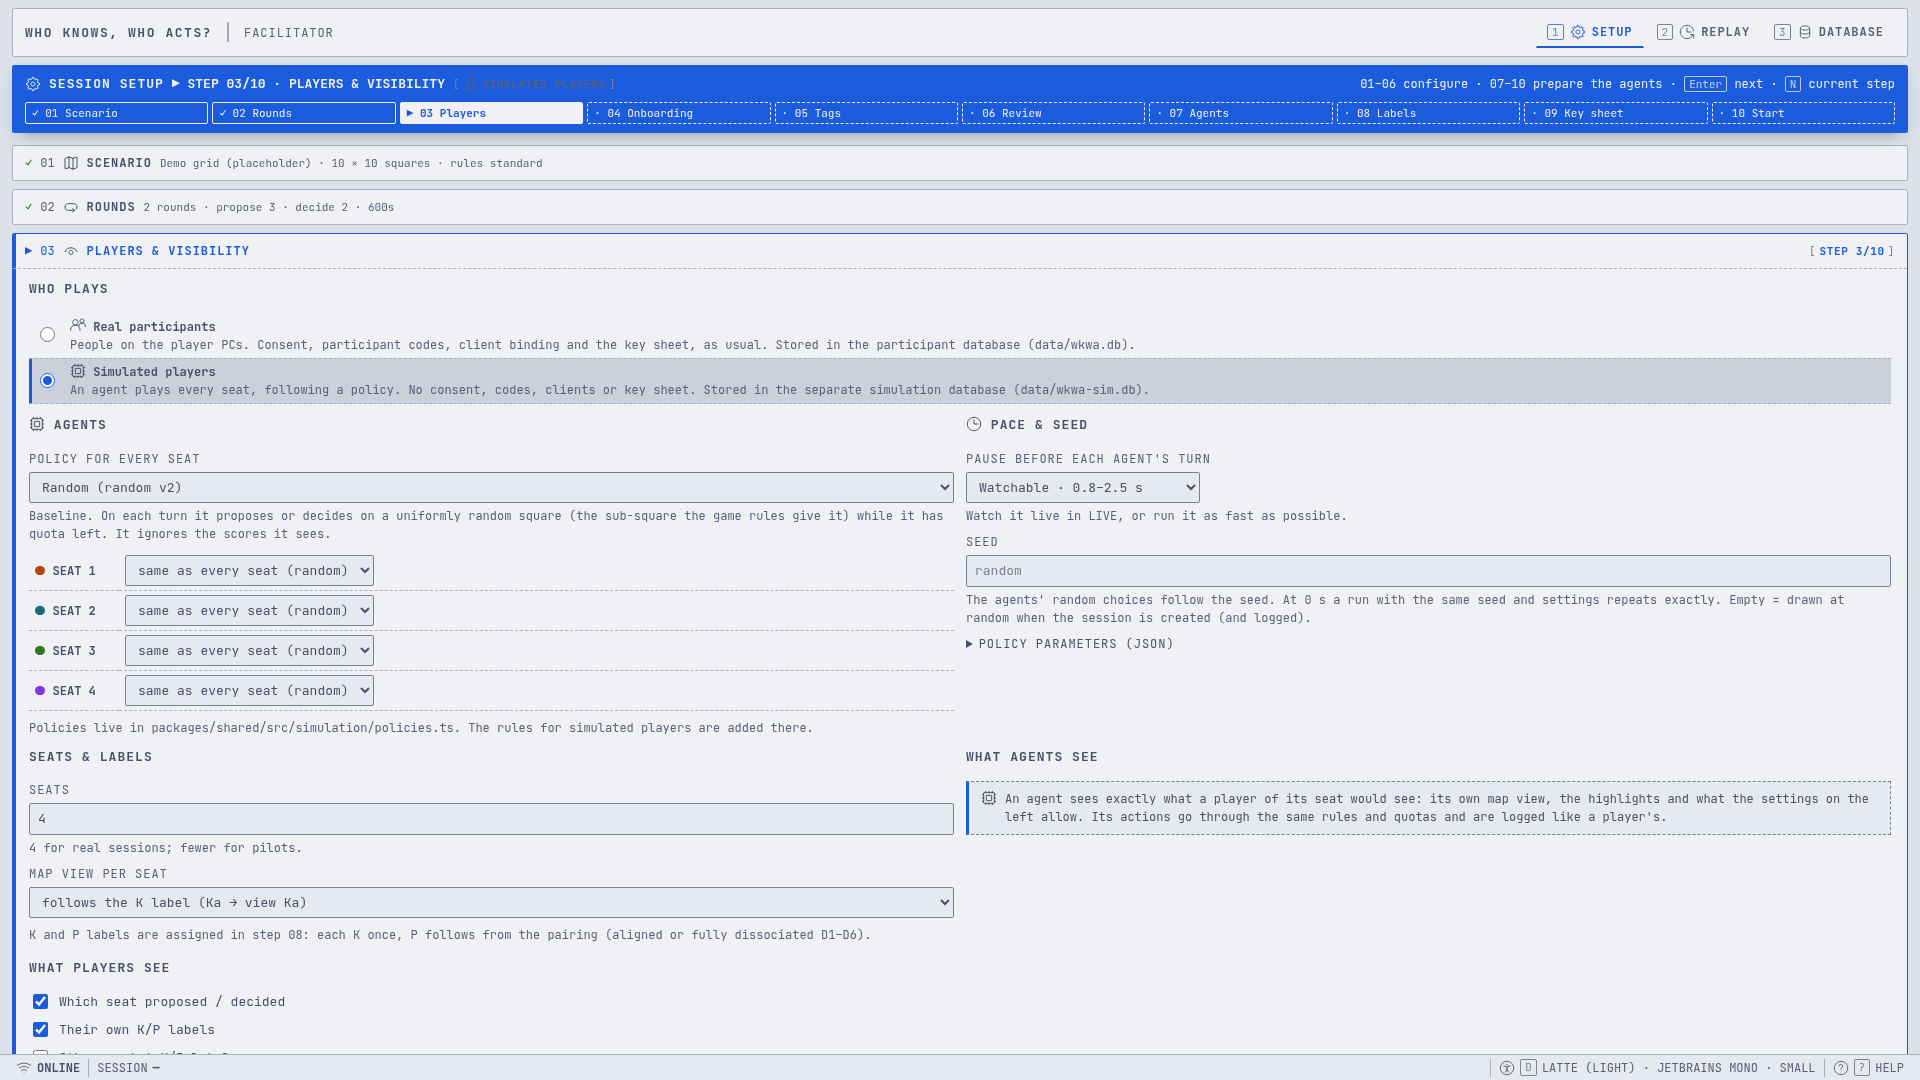 WHO KNOWS, WHO ACTS? FACILITATOR
1 SETUP 2 REPLAY 3 DATABASE
SESSION SETUP ▶ STEP 03/10 · PLAYERS & VISIBILITY [ SIMULATED PLAYERS ]
01–06 configure · 07–10 prepare the agents · Enter next · N current step
✓ 01 Scenario
✓ 02 Rounds
▶ 03 Players
· 04 Onboarding
· 05 Tags
· 06 Review
· 07 Agents
· 08 Labels
· 09 Key sheet
· 10 Start
✓ 01 SCENARIO Demo grid (placeholder) · 10 × 10 squares · rules standard
✓ 02 ROUNDS 2 rounds · propose 3 · decide 2 · 600s
▶ 03 PLAYERS & VISIBILITY [ STEP 3/10 ]
WHO PLAYS
Real participants
People on the player PCs. Consent, participant codes, client binding and the key sheet, as usual. Stored in the participant database (data/wkwa.db).
Simulated players
An agent plays every seat, following a policy. No consent, codes, clients or key sheet. Stored in the separate simulation database (data/wkwa-sim.db).
AGENTS
POLICY FOR EVERY SEAT
Random (random v2)
Baseline. On each turn it proposes or decides on a uniformly random square (the sub-square the game rules give it) while it has
quota left. It ignores the scores it sees.
SEAT 1 same as every seat (random)
SEAT 2 same as every seat (random)
SEAT 3 same as every seat (random)
SEAT 4 same as every seat (random)
Policies live in packages/shared/src/simulation/policies.ts. The rules for simulated players are added there.
PACE & SEED
PAUSE BEFORE EACH AGENT'S TURN
Watchable · 0.8–2.5 s
Watch it live in LIVE, or run it as fast as possible.
SEED
random
The agents' random choices follow the seed. At 0 s a run with the same seed and settings repeats exactly. Empty = drawn at
random when the session is created (and logged).
▶ POLICY PARAMETERS (JSON)
SEATS & LABELS
SEATS
4
4 for real sessions; fewer for pilots.
MAP VIEW PER SEAT
follows the K label (Ka → view Ka)
K and P labels are assigned in step 08: each K once, P follows from the pairing (aligned or fully dissociated D1–D6).
WHAT AGENTS SEE
An agent sees exactly what a player of its seat would see: its own map view, the highlights and what the settings on the
left allow. Its actions go through the same rules and quotas and are logged like a player's.
WHAT PLAYERS SEE
Which seat proposed / decided
Their own K/P labels
ONLINE SESSION —
D LATTE (LIGHT) · JETBRAINS MONO · SMALL ? HELP